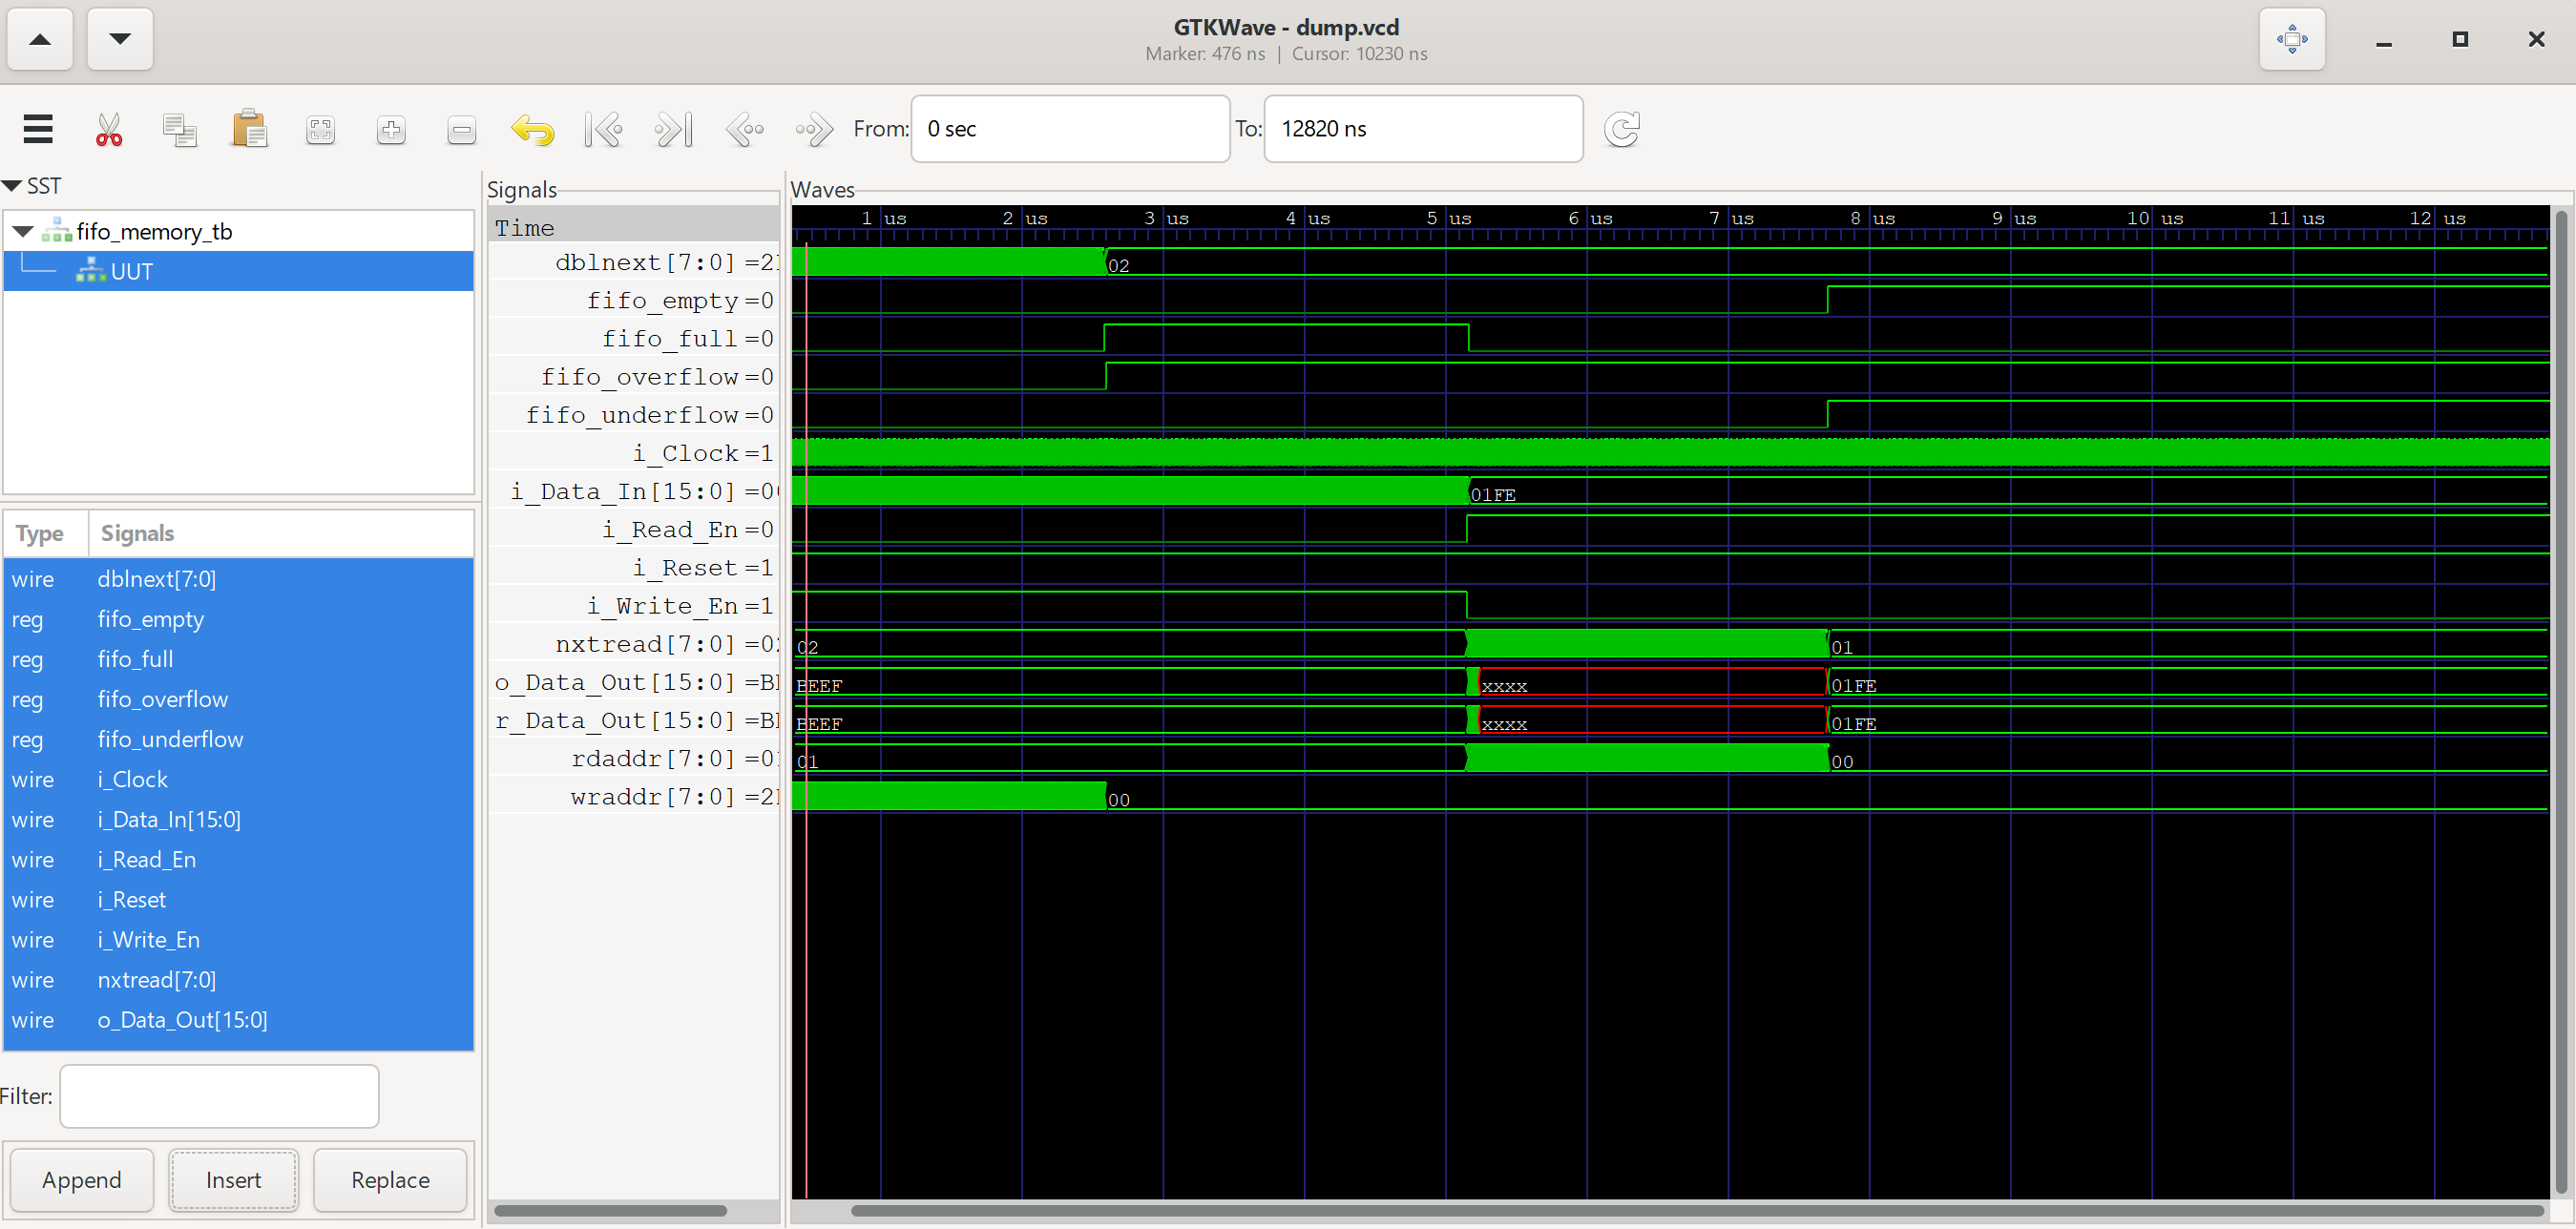 GTKWave - dump.vcd
Marker: 476 ns | Cursor: 10230 ns
From: 0 sec To: 12820 ns
SST
fifo_memory_tb
UUT
Type Signals
wire dblnext[7:0]
reg fifo_empty
reg fifo_full
reg fifo_overflow
reg fifo_underflow
wire i_Clock
wire i_Data_In[15:0]
wire i_Read_En
wire i_Reset
wire i_Write_En
wire nxtread[7:0]
wire o_Data_Out[15:0]
Filter:
Append Insert Replace
Signals
Time
dblnext[7:0] =2
fifo_empty =0
fifo_full =0
fifo_overflow =0
fifo_underflow =0
i_Clock =1
i_Data_In[15:0] =0
i_Read_En =0
i_Reset =1
i_Write_En =1
nxtread[7:0] =02
o_Data_Out[15:0] =B
r_Data_Out[15:0] =B
rdaddr[7:0] =0
wraddr[7:0] =2
Waves
1 us 2 us 3 us 4 us 5 us 6 us 7 us 8 us 9 us 10 us 11 us 12 us
02
01FE
02 01
BEEF xxxx 01FE
BEEF xxxx 01FE
01 00
00